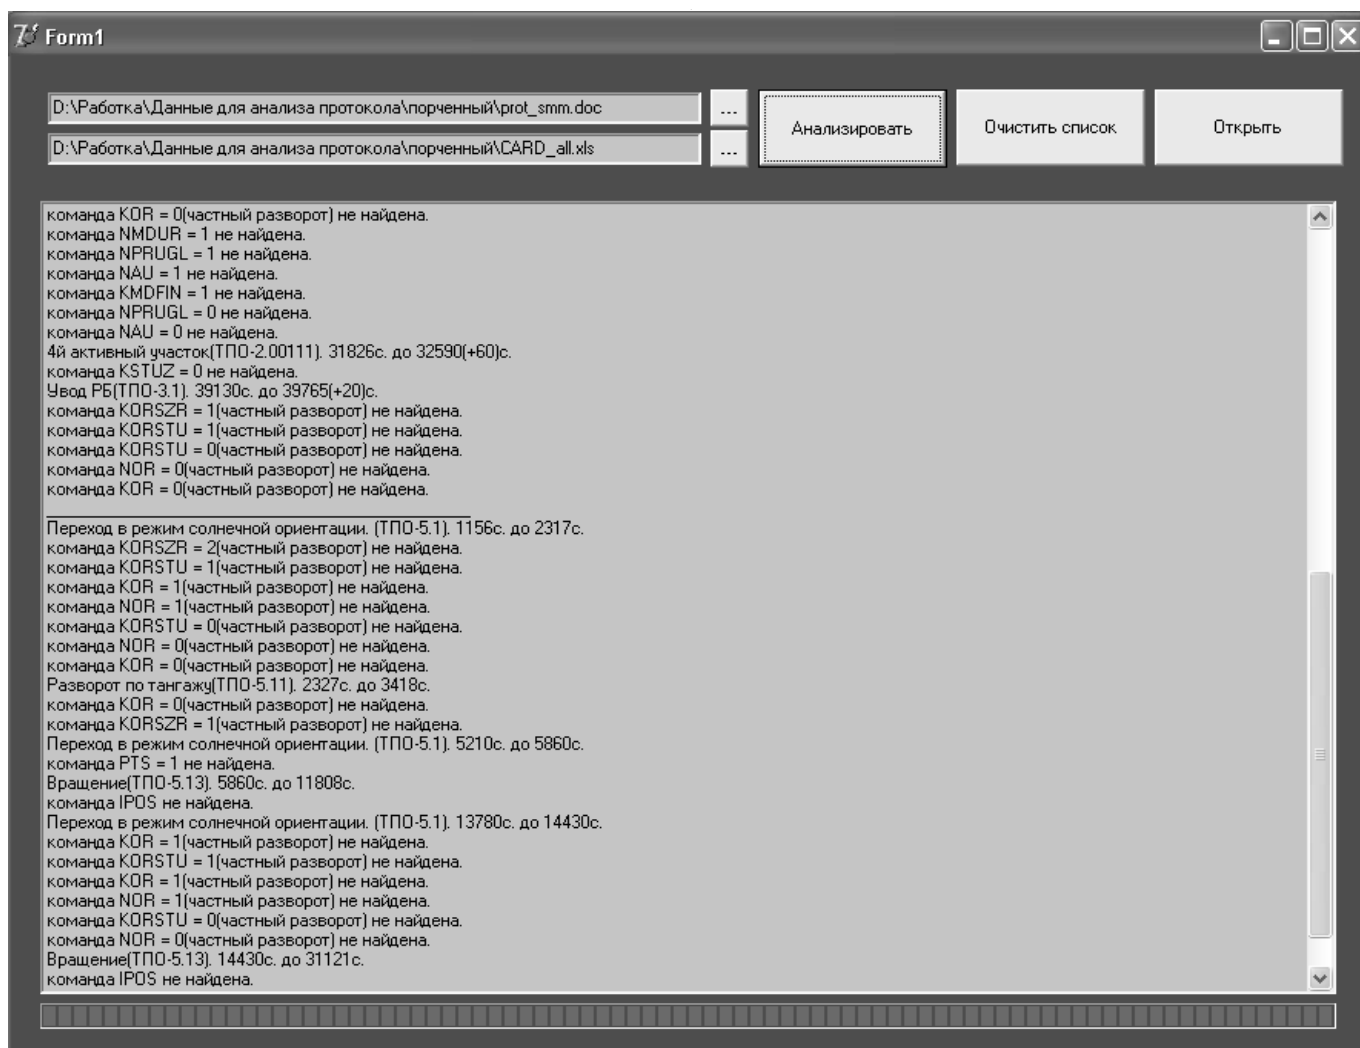 Form1
D:\Работка\Данные для анализа протокола\порченный\prot_smm.doc
...
D:\Работка\Данные для анализа протокола\порченный\CARD_all.xls
...
Анализировать
Очистить список
Открыть
команда KOR = 0(частный разворот) не найдена.
команда NMDUR = 1 не найдена.
команда NPRUGL = 1 не найдена.
команда NAU = 1 не найдена.
команда KMDFIN = 1 не найдена.
команда NPRUGL = 0 не найдена.
команда NAU = 0 не найдена.
4й активный участок(ТПО-2.00111). 31826с. до 32590(+60)с.
команда KSTUZ = 0 не найдена.
Увод РБ(ТПО-3.1). 39130с. до 39765(+20)с.
команда KORSZR = 1(частный разворот) не найдена.
команда KORSTU = 1(частный разворот) не найдена.
команда KORSTU = 0(частный разворот) не найдена.
команда NOR = 0(частный разворот) не найдена.
команда KOR = 0(частный разворот) не найдена.
Переход в режим солнечной ориентации. (ТПО-5.1). 1156с. до 2317с.
команда KORSZR = 2(частный разворот) не найдена.
команда KORSTU = 1(частный разворот) не найдена.
команда KOR = 1(частный разворот) не найдена.
команда NOR = 1(частный разворот) не найдена.
команда KORSTU = 0(частный разворот) не найдена.
команда NOR = 0(частный разворот) не найдена.
команда KOR = 0(частный разворот) не найдена.
Разворот по тангажу(ТПО-5.11). 2327с. до 3418с.
команда KOR = 0(частный разворот) не найдена.
команда KORSZR = 1(частный разворот) не найдена.
Переход в режим солнечной ориентации. (ТПО-5.1). 5210с. до 5860с.
команда PTS = 1 не найдена.
Вращение(ТПО-5.13). 5860с. до 11808с.
команда IPOS не найдена.
Переход в режим солнечной ориентации. (ТПО-5.1). 13780с. до 14430с.
команда KOR = 1(частный разворот) не найдена.
команда KORSTU = 1(частный разворот) не найдена.
команда KOR = 1(частный разворот) не найдена.
команда NOR = 1(частный разворот) не найдена.
команда KORSTU = 0(частный разворот) не найдена.
команда NOR = 0(частный разворот) не найдена.
Вращение(ТПО-5.13). 14430с. до 31121с.
команда IPOS не найдена.